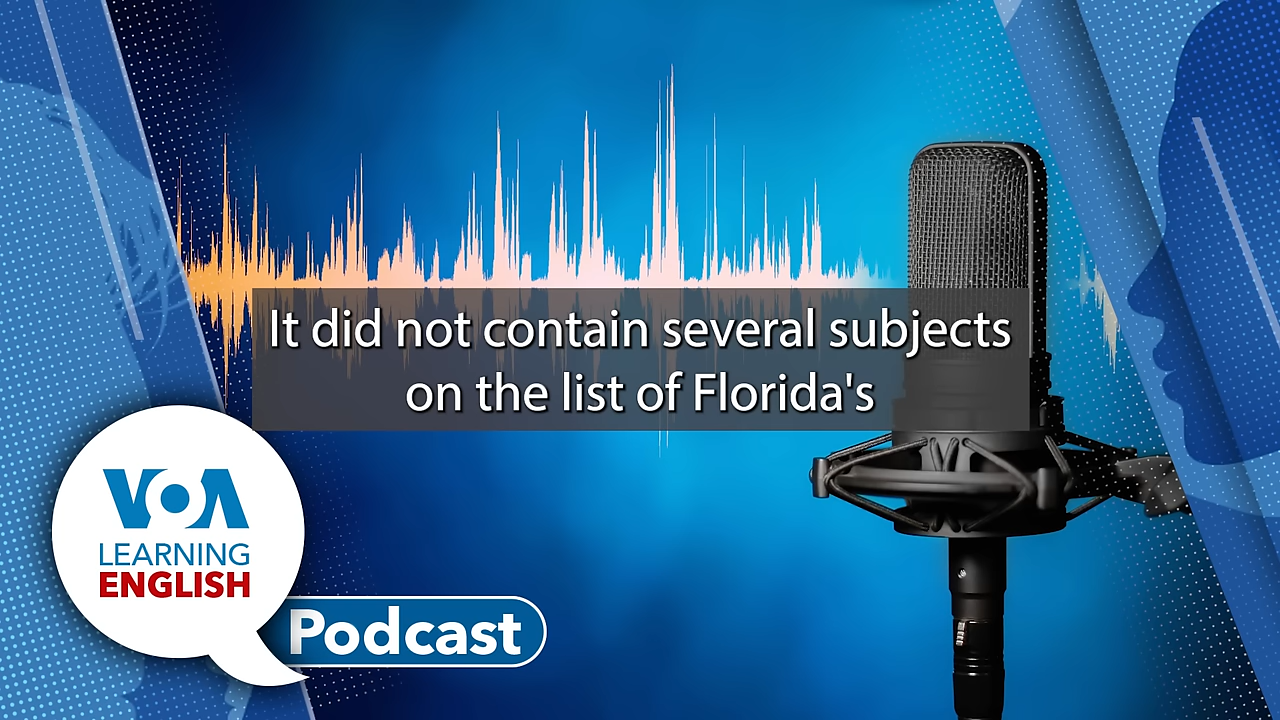 It did not contain several subjects
on the list of Florida's
VOA
LEARNING
ENGLISH
Podcast